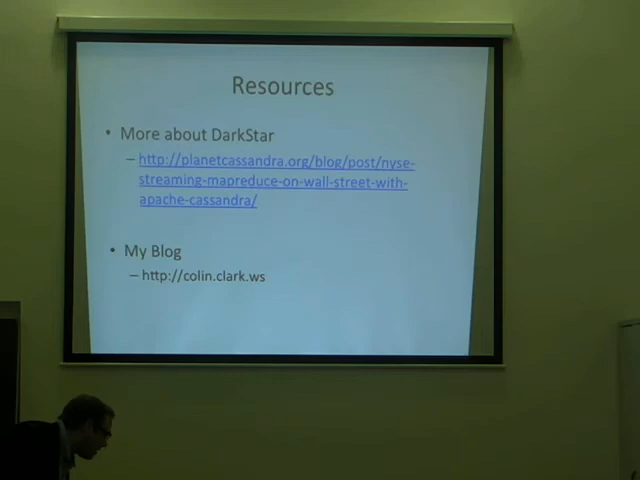 Resources
• More about DarkStar
– http://planetcassandra.org/blog/post/nyse-
streaming-mapreduce-on-wall-street-with-
apache-cassandra/
• My Blog
– http://colin.clark.ws